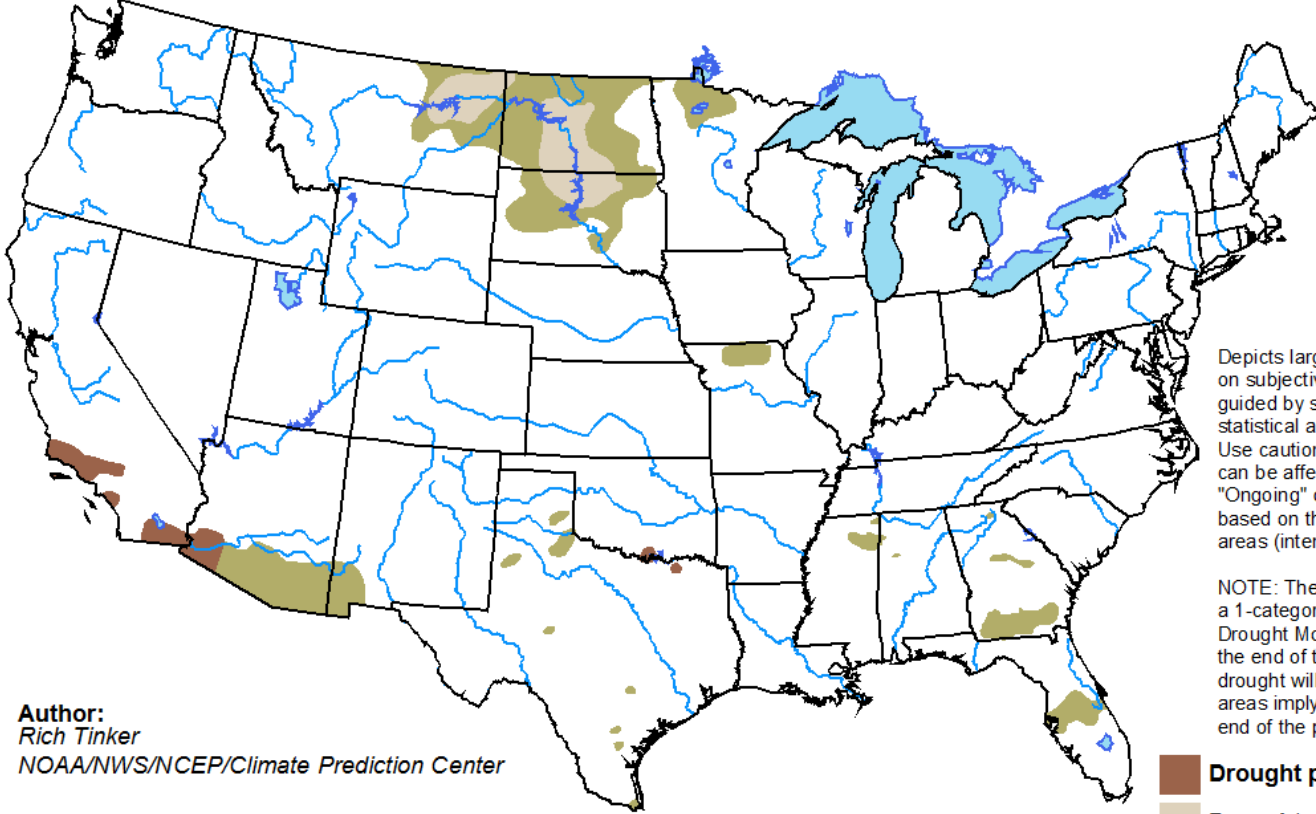 Depicts larg
on subjectiv
guided by s
statistical a
Use caution
can be affe
"Ongoing" d
based on th
areas (inter
NOTE: The
a 1-categor
Drought Mo
the end of t
drought will
areas imply
end of the p
Author:
Rich Tinker
NOAA/NWS/NCEP/Climate Prediction Center
Drought p